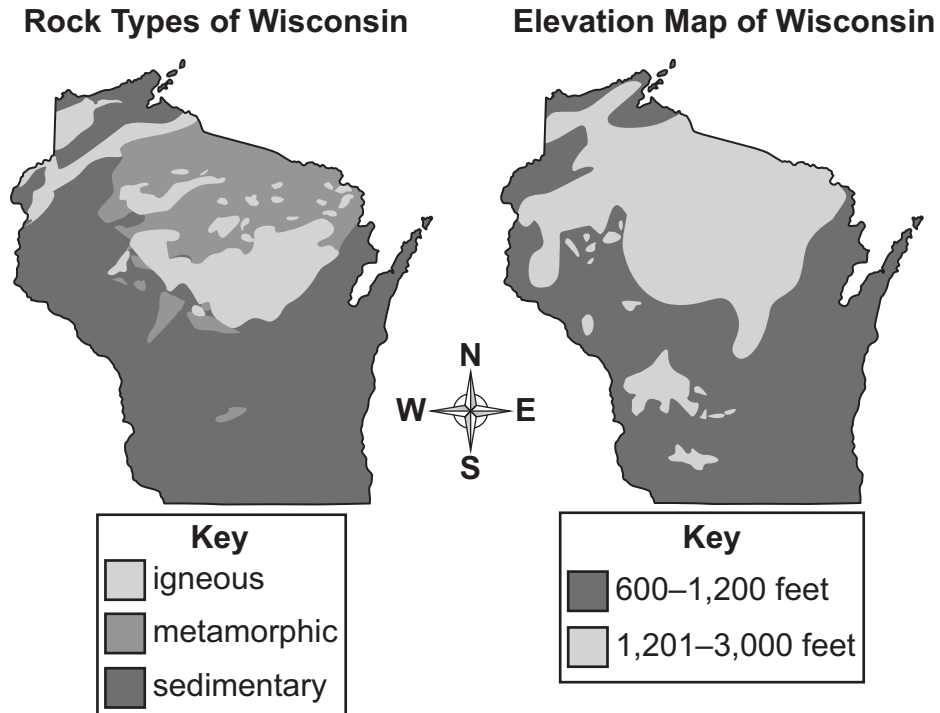 Rock Types of Wisconsin
Elevation Map of Wisconsin
N
W E
S
Key
igneous
metamorphic
sedimentary
Key
600–1,200 feet
1,201–3,000 feet